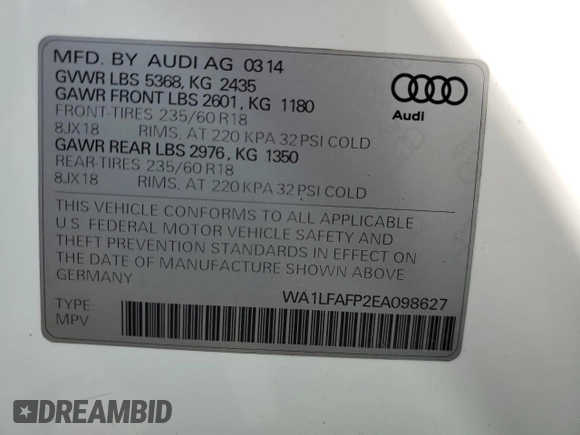 MFD. BY AUDI AG 03 14
GVWR LBS 5368, KG 2435
GAWR FRONT LBS 2601, KG 1180
FRONT-TIRES 235/60 R18
8JX18 RIMS, AT 220 KPA 32 PSI COLD
GAWR REAR LBS 2976, KG 1350
REAR-TIRES 235/60 R18
8JX18 RIMS, AT 220 KPA 32 PSI COLD
Audi
THIS VEHICLE CONFORMS TO ALL APPLICABLE
U.S. FEDERAL MOTOR VEHICLE SAFETY AND
THEFT PREVENTION STANDARDS IN EFFECT ON
THE DATE OF MANUFACTURE SHOWN ABOVE
GERMANY
WA1LFAFP2EA098627
TYPE:
MPV
DREAMBID